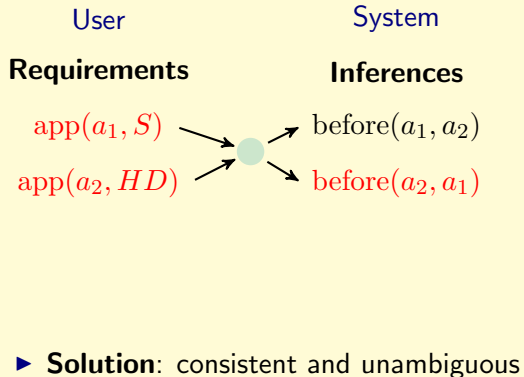 User System
Requirements Inferences
app(a₁, S) before(a₁, a₂)
app(a₂, HD) before(a₂, a₁)
▶ Solution: consistent and unambiguous